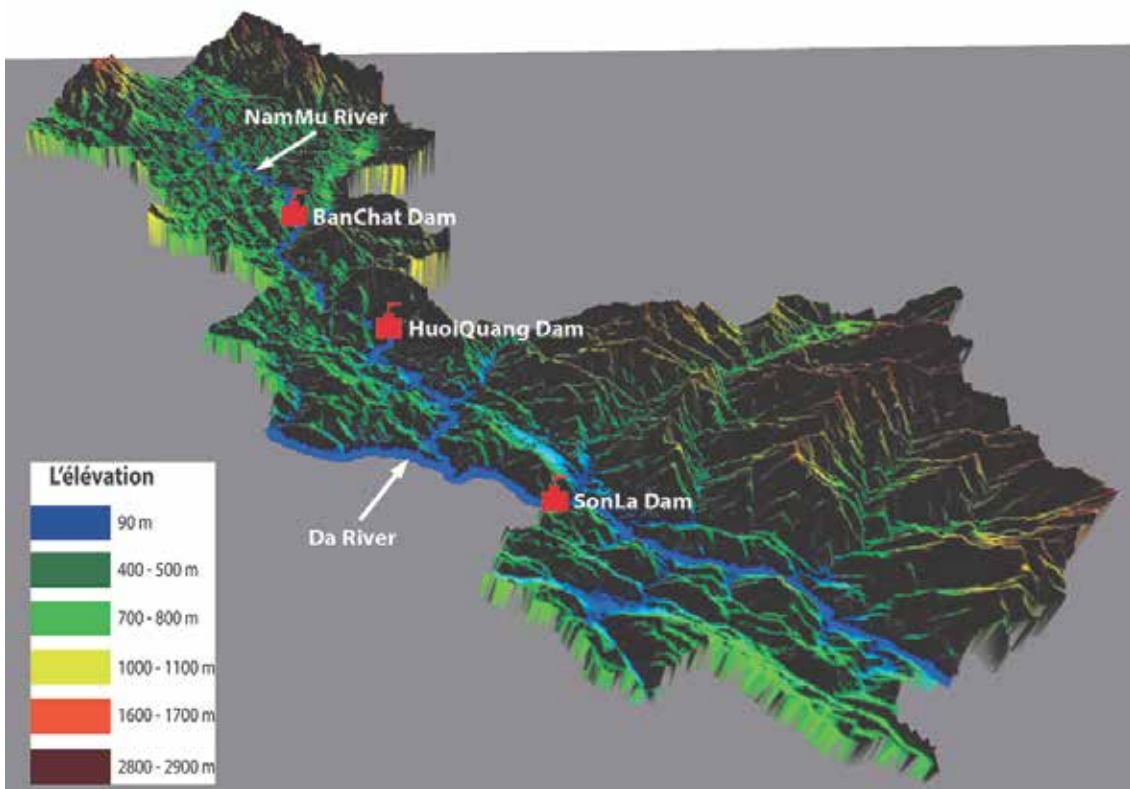 NamMu River
BanChat Dam
HuoiQuang Dam
SonLa Dam
Da River
L'élévation
90 m
400 - 500 m
700 - 800 m
1000 - 1100 m
1600 - 1700 m
2800 - 2900 m